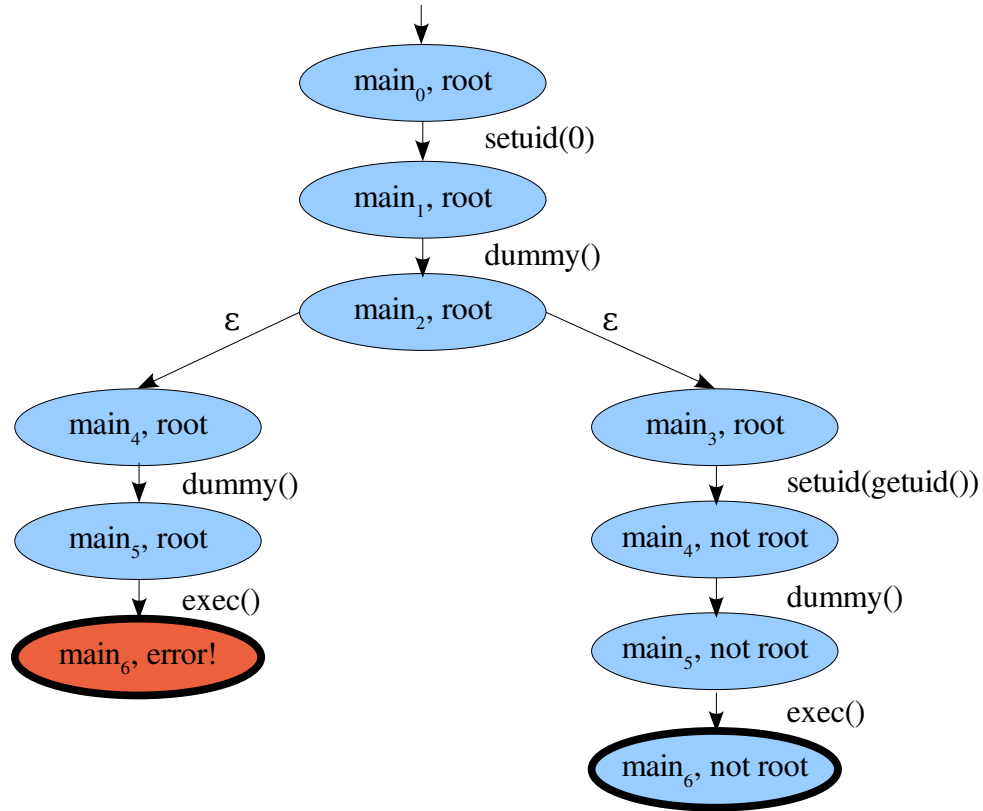 main₀, root
setuid(0)
main₁, root
dummy()
main₂, root
ε
ε
main₄, root
main₃, root
dummy()
setuid(getuid())
main₅, root
main₄, not root
exec()
dummy()
main₆, error!
main₅, not root
exec()
main₆, not root